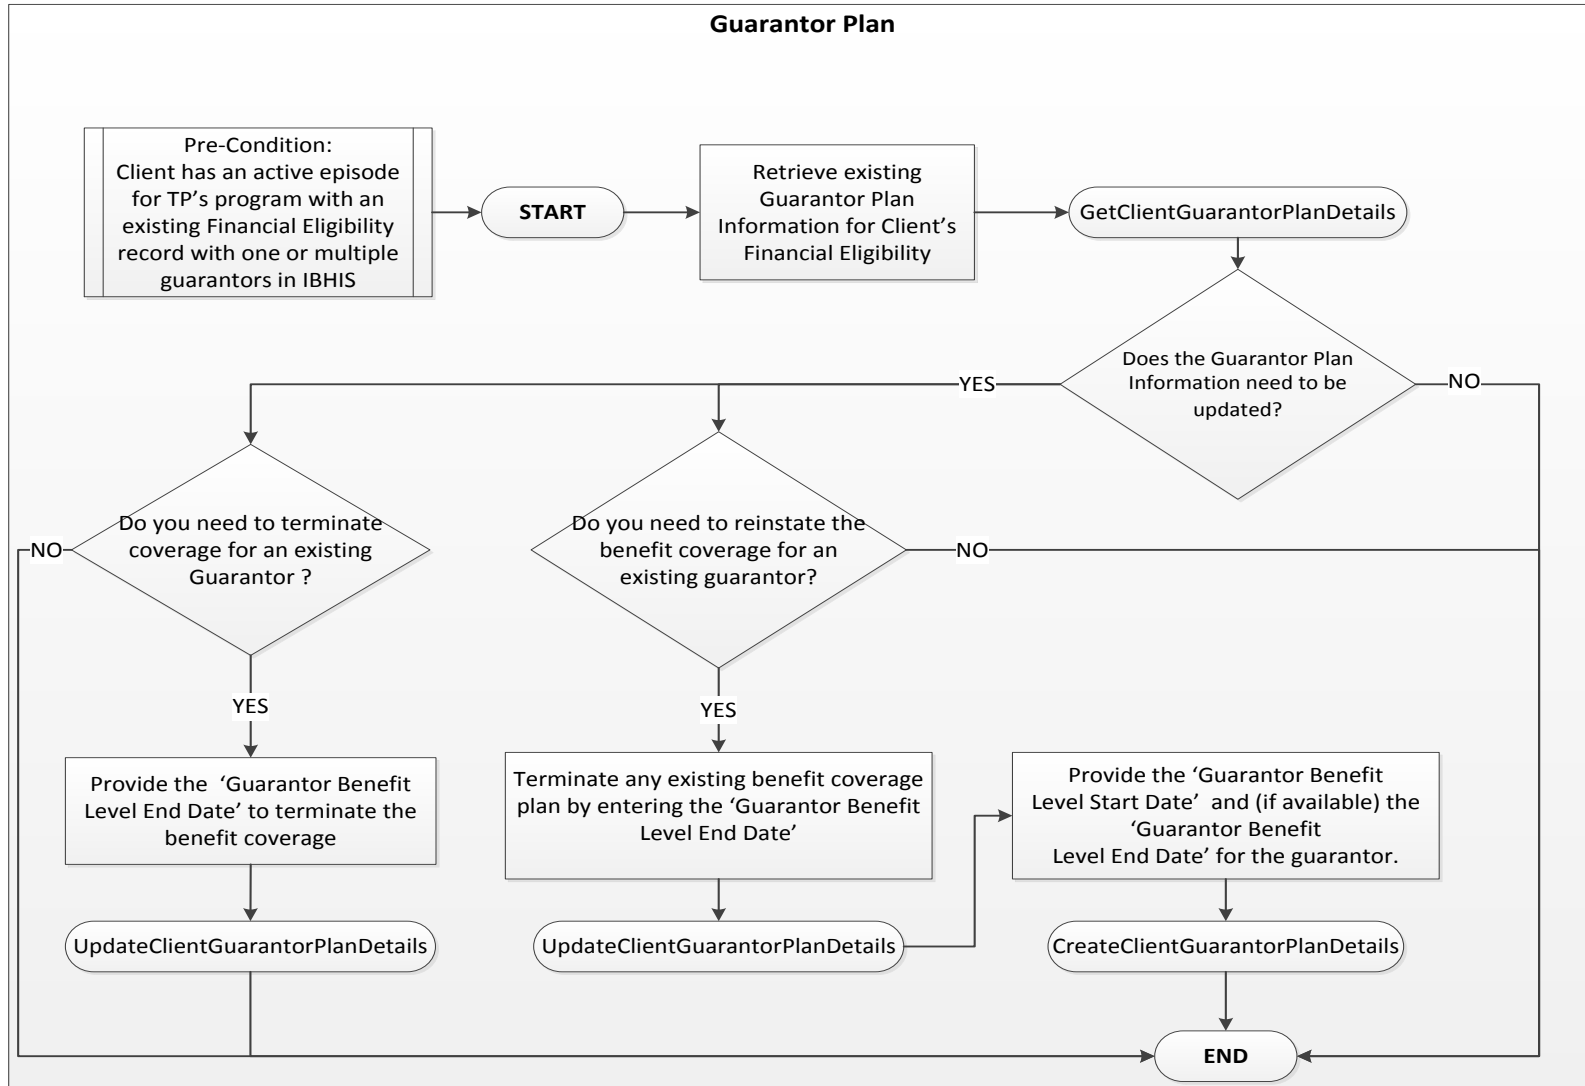 Guarantor Plan
Pre-Condition:
Client has an active episode
for TP's program with an
existing Financial Eligibility
record with one or multiple
guarantors in IBHIS
START
Retrieve existing
Guarantor Plan
Information for Client's
Financial Eligibility
GetClientGuarantorPlanDetails
Does the Guarantor Plan
Information need to be
updated?
YES
NO
Do you need to terminate
coverage for an existing
Guarantor ?
NO
Do you need to reinstate the
benefit coverage for an
existing guarantor?
NO
YES
YES
Provide the ‘Guarantor Benefit
Level End Date’ to terminate the
benefit coverage
Terminate any existing benefit coverage
plan by entering the ‘Guarantor Benefit
Level End Date’
Provide the ‘Guarantor Benefit
Level Start Date’ and (if available) the
‘Guarantor Benefit
Level End Date’ for the guarantor.
UpdateClientGuarantorPlanDetails
UpdateClientGuarantorPlanDetails
CreateClientGuarantorPlanDetails
END